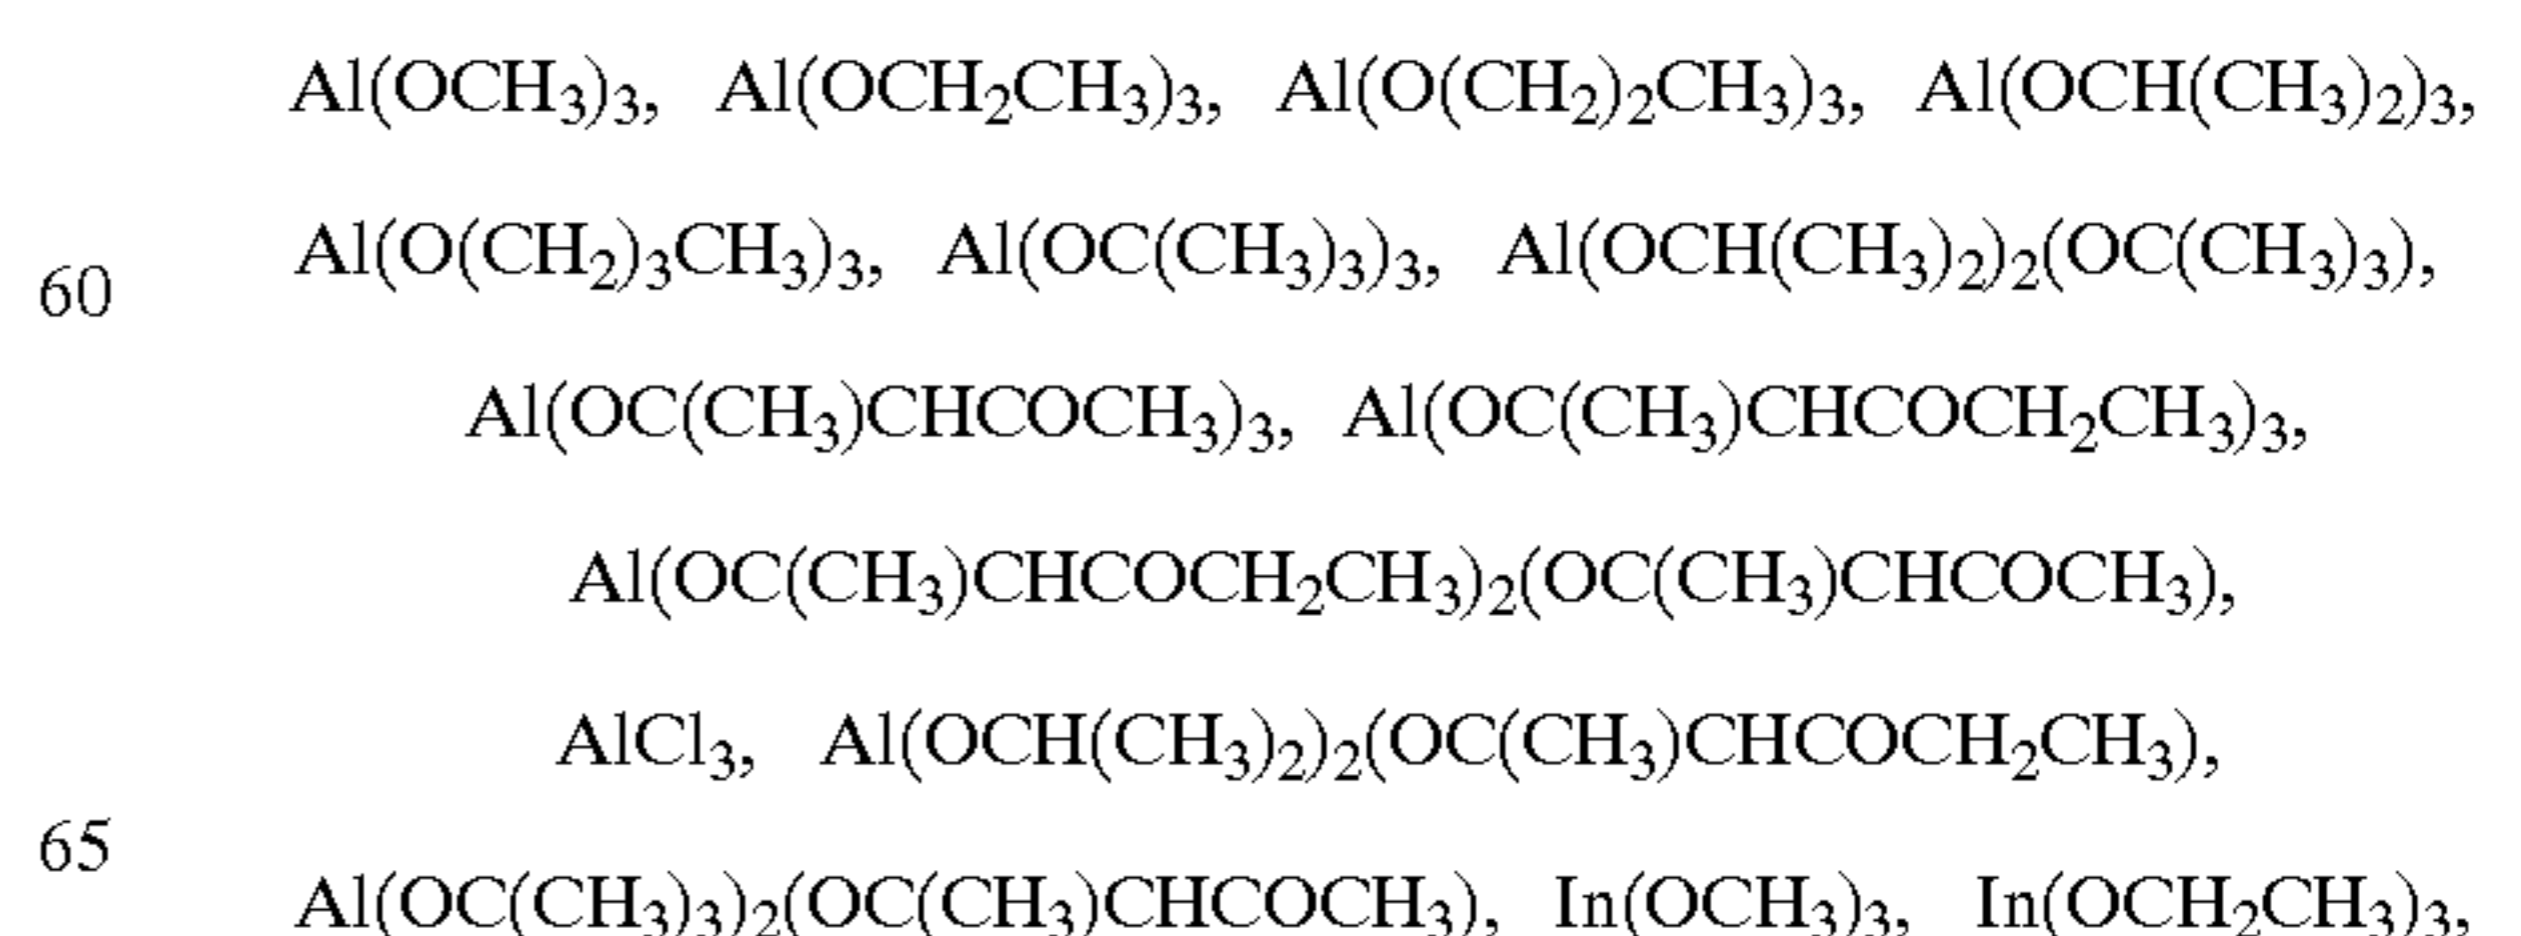 Al(OCH₃)₃, Al(OCH₂CH₃)₃, Al(O(CH₂)₂CH₃)₃, Al(OCH(CH₃)₂)₃,
60 Al(O(CH₂)₃CH₃)₃, Al(OC(CH₃)₃)₃, Al(OCH(CH₃)₂)₂(OC(CH₃)₃),
Al(OC(CH₃)CHCOCH₃)₃, Al(OC(CH₃)CHCOCH₂CH₃)₃,
Al(OC(CH₃)CHCOCH₂CH₃)₂(OC(CH₃)CHCOCH₃),
AlCl₃, Al(OCH(CH₃)₂)₂(OC(CH₃)CHCOCH₂CH₃),
65 Al(OC(CH₃)₃)₂(OC(CH₃)CHCOCH₃), In(OCH₃)₃, In(OCH₂CH₃)₃,